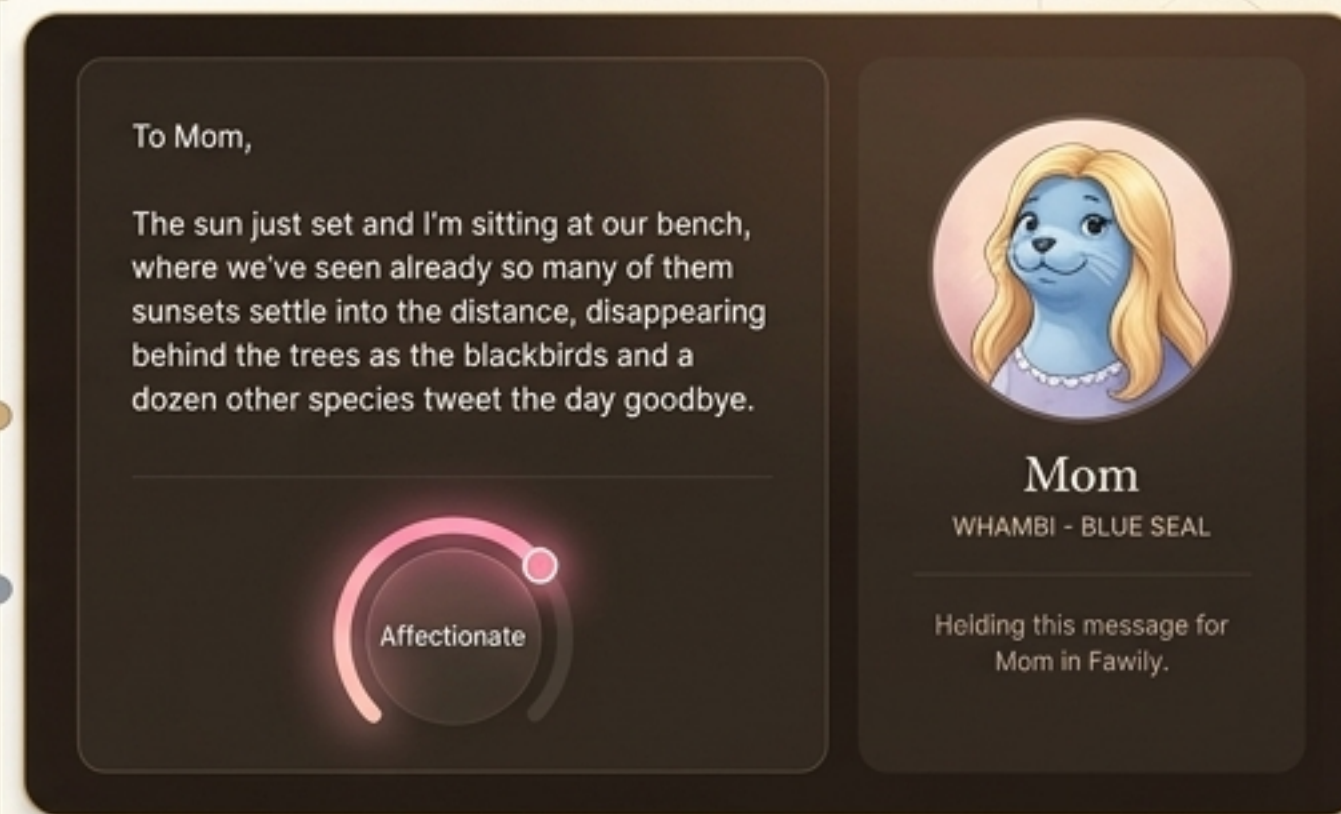 To Mom,
The sun just set and I'm sitting at our bench,
where we've seen already so many of them
sunsets settle into the distance, disappearing
behind the trees as the blackbirds and a
dozen other species tweet the day goodbye.
Affectionate
Mom
WHAMBI - BLUE SEAL
Helding this message for
Mom in Fawily.